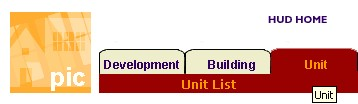 HUD HOME
pic
Development Building Unit
Unit List
Unit